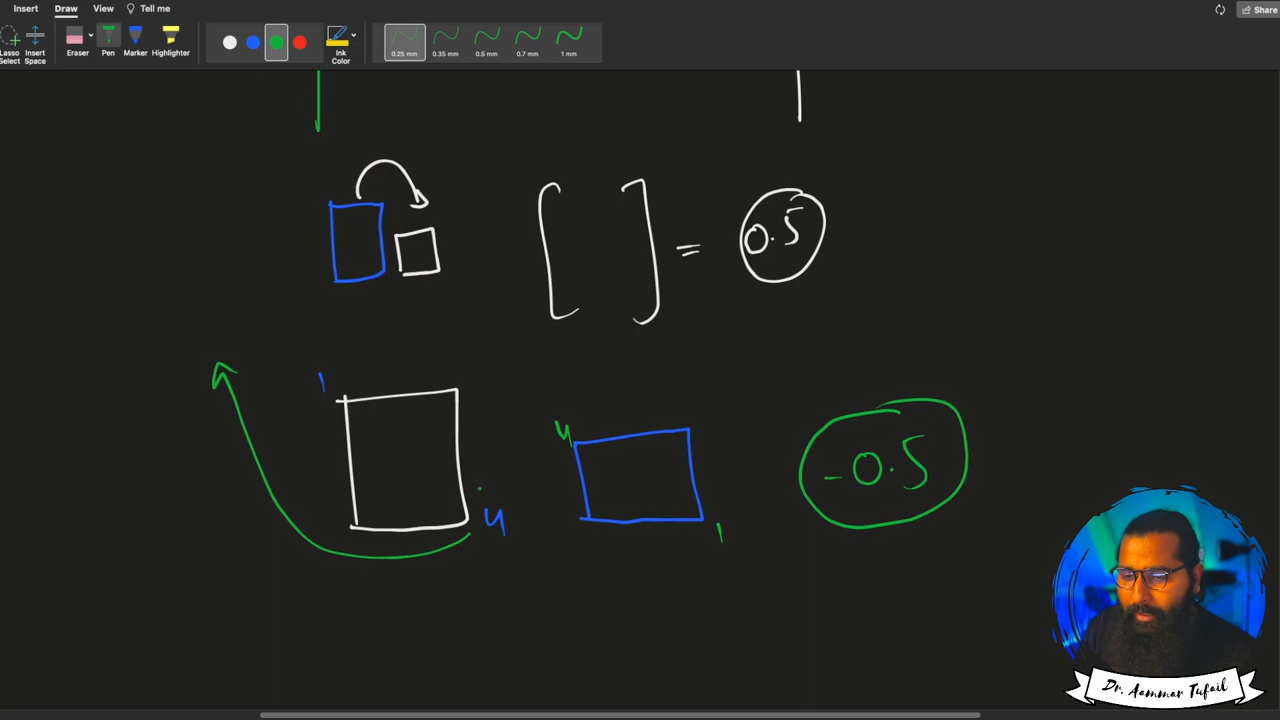 Insert Draw View Tell me Share
Lasso Select Insert Space Eraser Pen Marker Highlighter Ink Color 0.25 mm 0.35 mm 0.5 mm 0.7 mm 1 mm
[ ] = 0.5
1
4
4
1
-0.5
Dr. Aammar Tufail